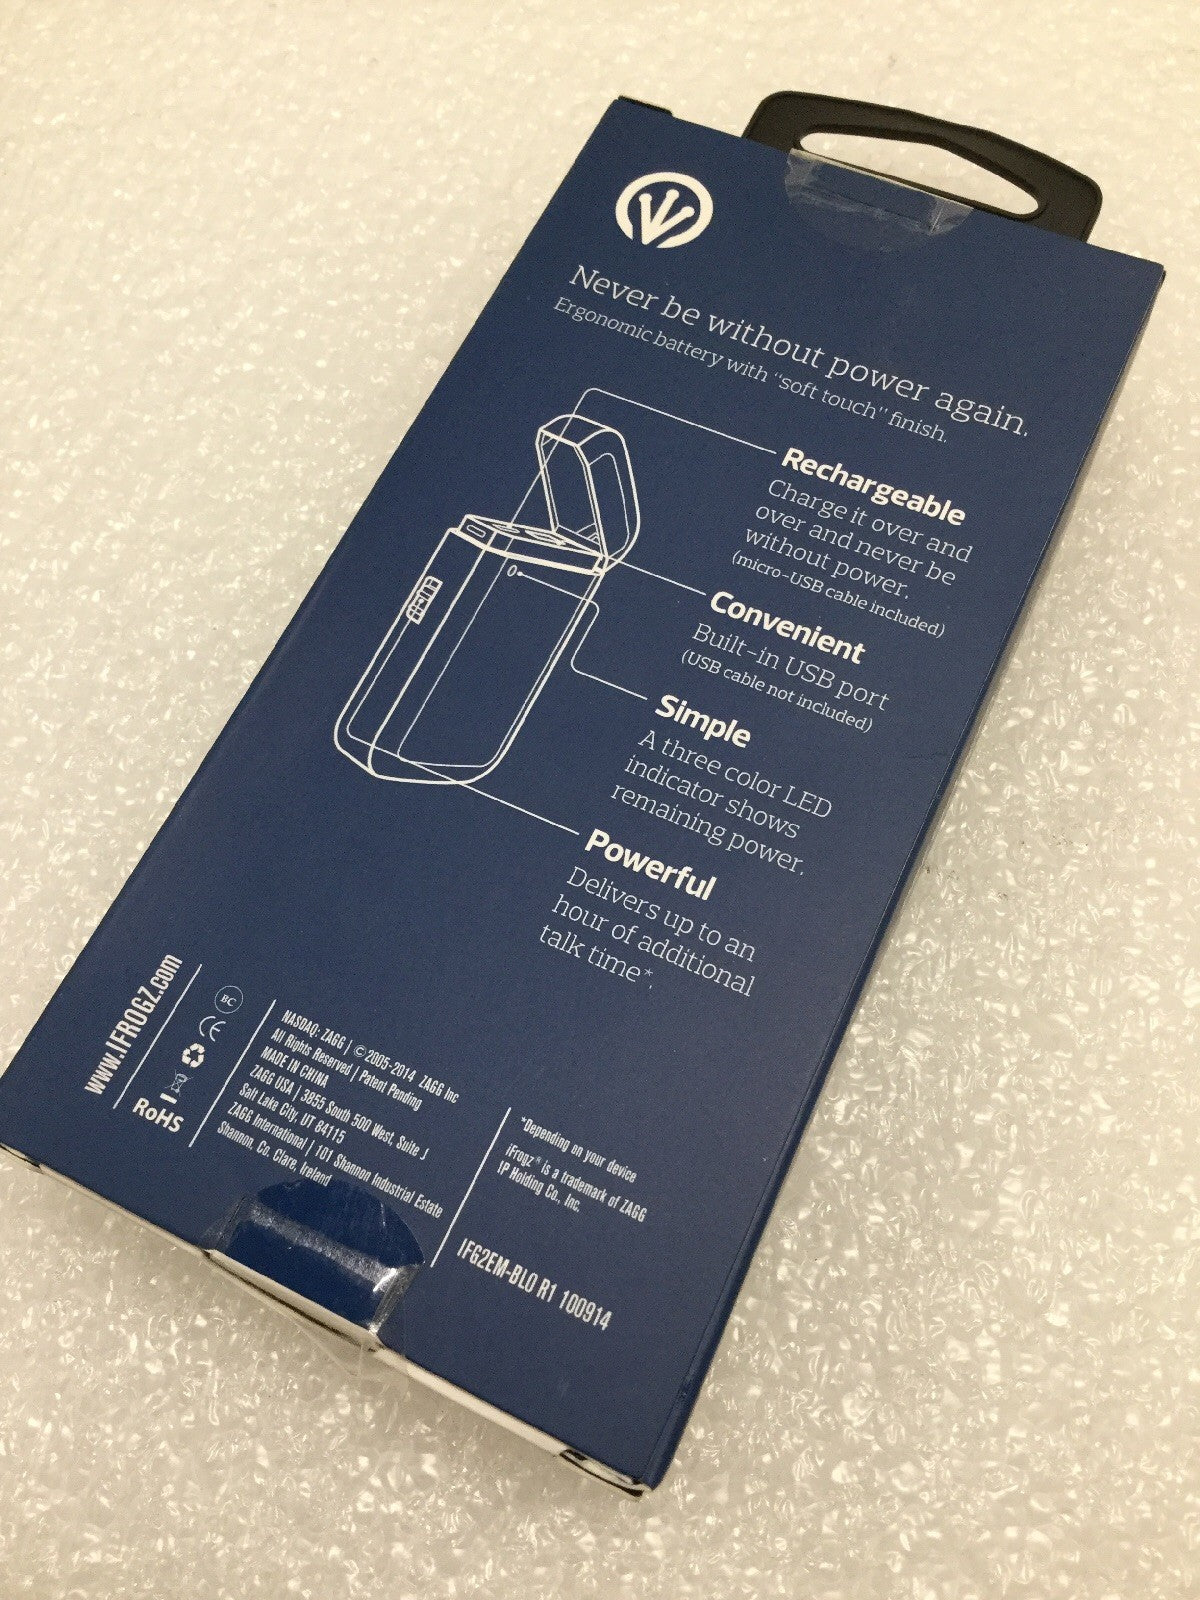 Never be without power again.
Ergonomic battery with "soft touch" finish.
Rechargeable
Charge it over and
over and never be
without power.
(micro-USB cable included)
Convenient
Built-in USB port
(USB cable not included)
Simple
A three color LED
indicator shows
remaining power.
Powerful
Delivers up to an
hour of additional
talk time*.
www.IFROGZ.com
BC
CE
RoHS
NASDAQ: ZAGG | © 2005-2014 ZAGG Inc
All Rights Reserved | Patent Pending
MADE IN CHINA
ZAGG USA | 3855 South 500 West, Suite J
Salt Lake City, UT 84115
ZAGG International | 101 Shannon Industrial Estate
Shannon, Co. Clare, Ireland
*Depending on your device
iFrogz® is a trademark of ZAGG
IP Holding Co., Inc.
IFG2EM-BL0 R1 100914